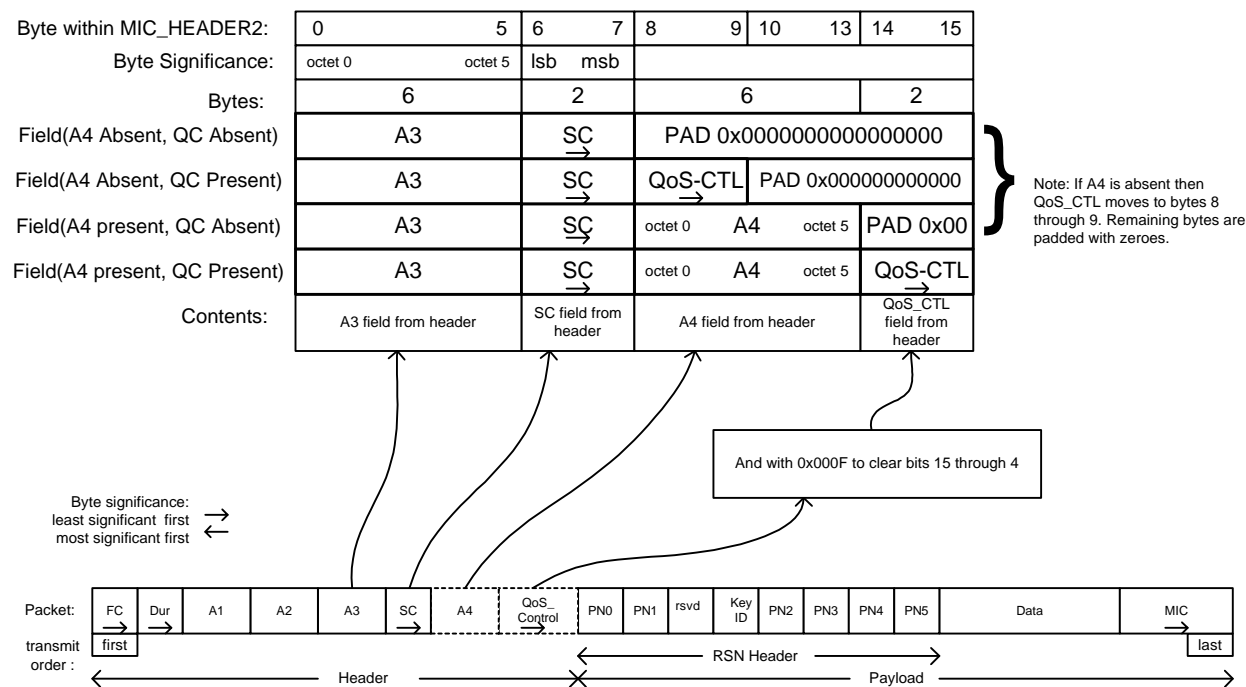 Byte within MIC_HEADER2: 0 5 6 7 8 9 10 13 14 15
Byte Significance: octet 0 octet 5 lsb msb
Bytes: 6 2 6 2
Field(A4 Absent, QC Absent) A3 SC PAD 0x0000000000000000
Field(A4 Absent, QC Present) A3 SC QoS-CTL PAD 0x000000000000
Field(A4 present, QC Absent) A3 SC octet 0 A4 octet 5 PAD 0x00
Field(A4 present, QC Present) A3 SC octet 0 A4 octet 5 QoS-CTL
Contents: A3 field from header SC field from
header
A4 field from header
QoS_CTL
field from
header
Note: If A4 is absent then
QoS_CTL moves to bytes 8
through 9. Remaining bytes are
padded with zeroes.
And with 0x000F to clear bits 15 through 4
Byte significance:
least significant first
most significant first
Packet: FC Dur A1 A2 A3 SC A4 QoS_
Control
PN0 PN1 rsvd Key
ID
PN2 PN3 PN4 PN5 Data MIC
transmit
order :
first last
RSN Header
Header Payload